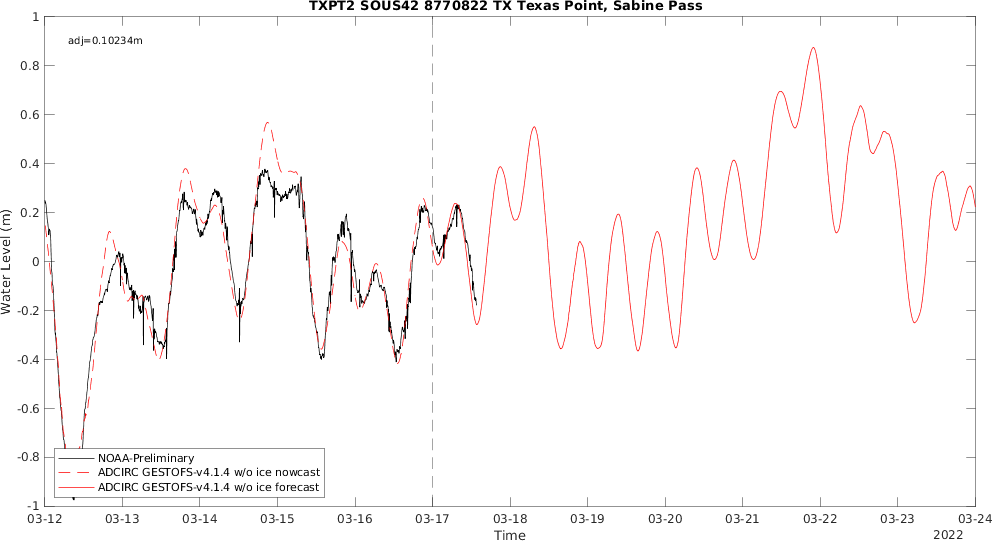 TXPT2 SOUS42 8770822 TX Texas Point, Sabine Pass
adj=0.10234m
1
0.8
0.6
0.4
0.2
0
-0.2
-0.4
-0.6
-0.8
-1
Water Level (m)
NOAA-Preliminary
ADCIRC GESTOFS-v4.1.4 w/o ice nowcast
ADCIRC GESTOFS-v4.1.4 w/o ice forecast
03-12 03-13 03-14 03-15 03-16 03-17 03-18 03-19 03-20 03-21 03-22 03-23 03-24
Time
2022